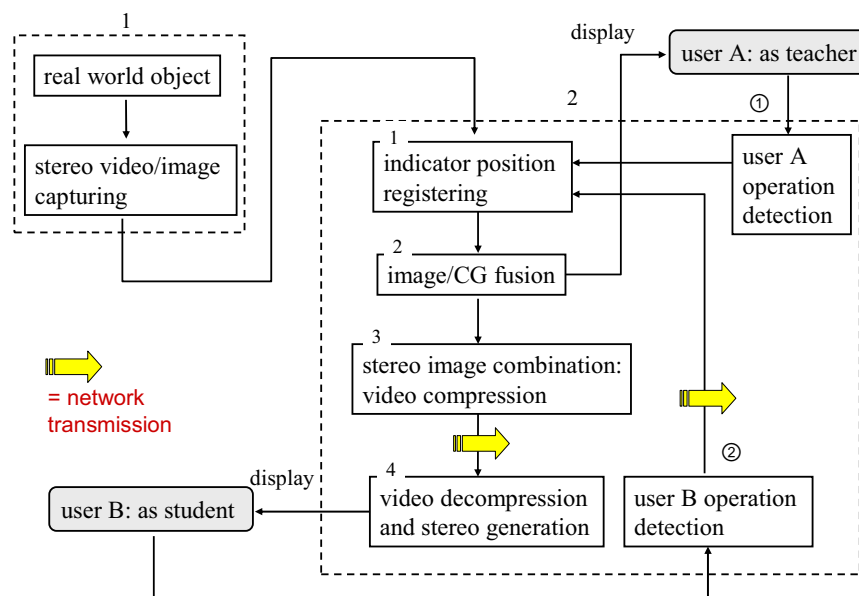 1
real world object
stereo video/image
capturing
display
user A: as teacher
2
①
1
indicator position
registering
user A
operation
detection
2
image/CG fusion
3
stereo image combination:
video compression
= network
transmission
②
display
4
video decompression
and stereo generation
user B operation
detection
user B: as student